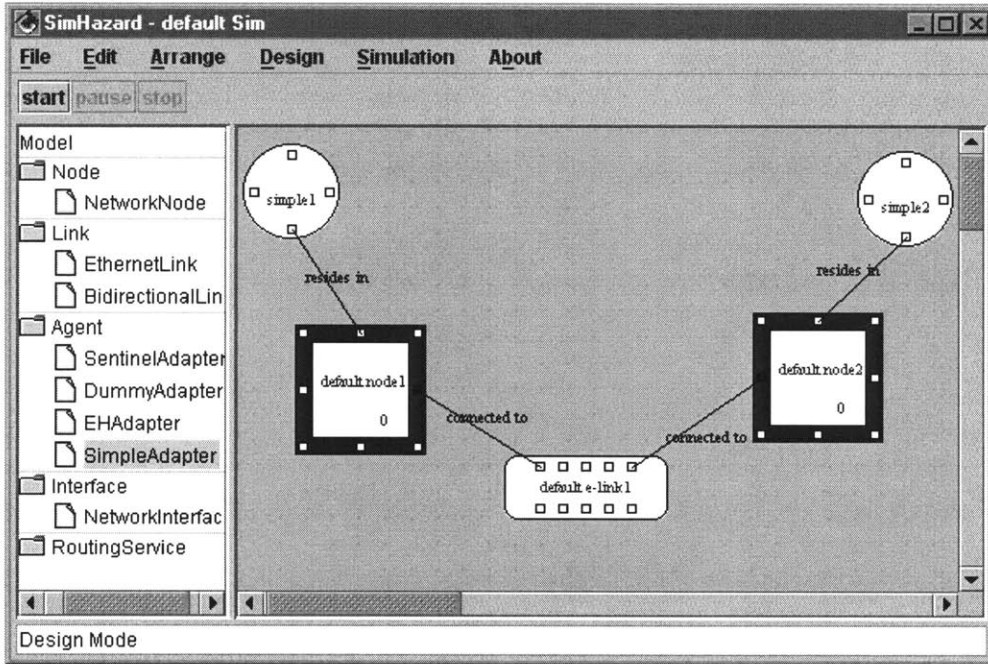 SimHazard - default Sim
File Edit Arrange Design Simulation About
start pause stop
Model
Node
NetworkNode
Link
EthernetLink
BidirectionalLin
Agent
SentinelAdapter
DummyAdapter
EHAdapter
SimpleAdapter
Interface
NetworkInterfac
RoutingService
simple1
simple2
resides in
resides in
default node1
0
default node2
0
connected to
connected to
default e-link1
Design Mode